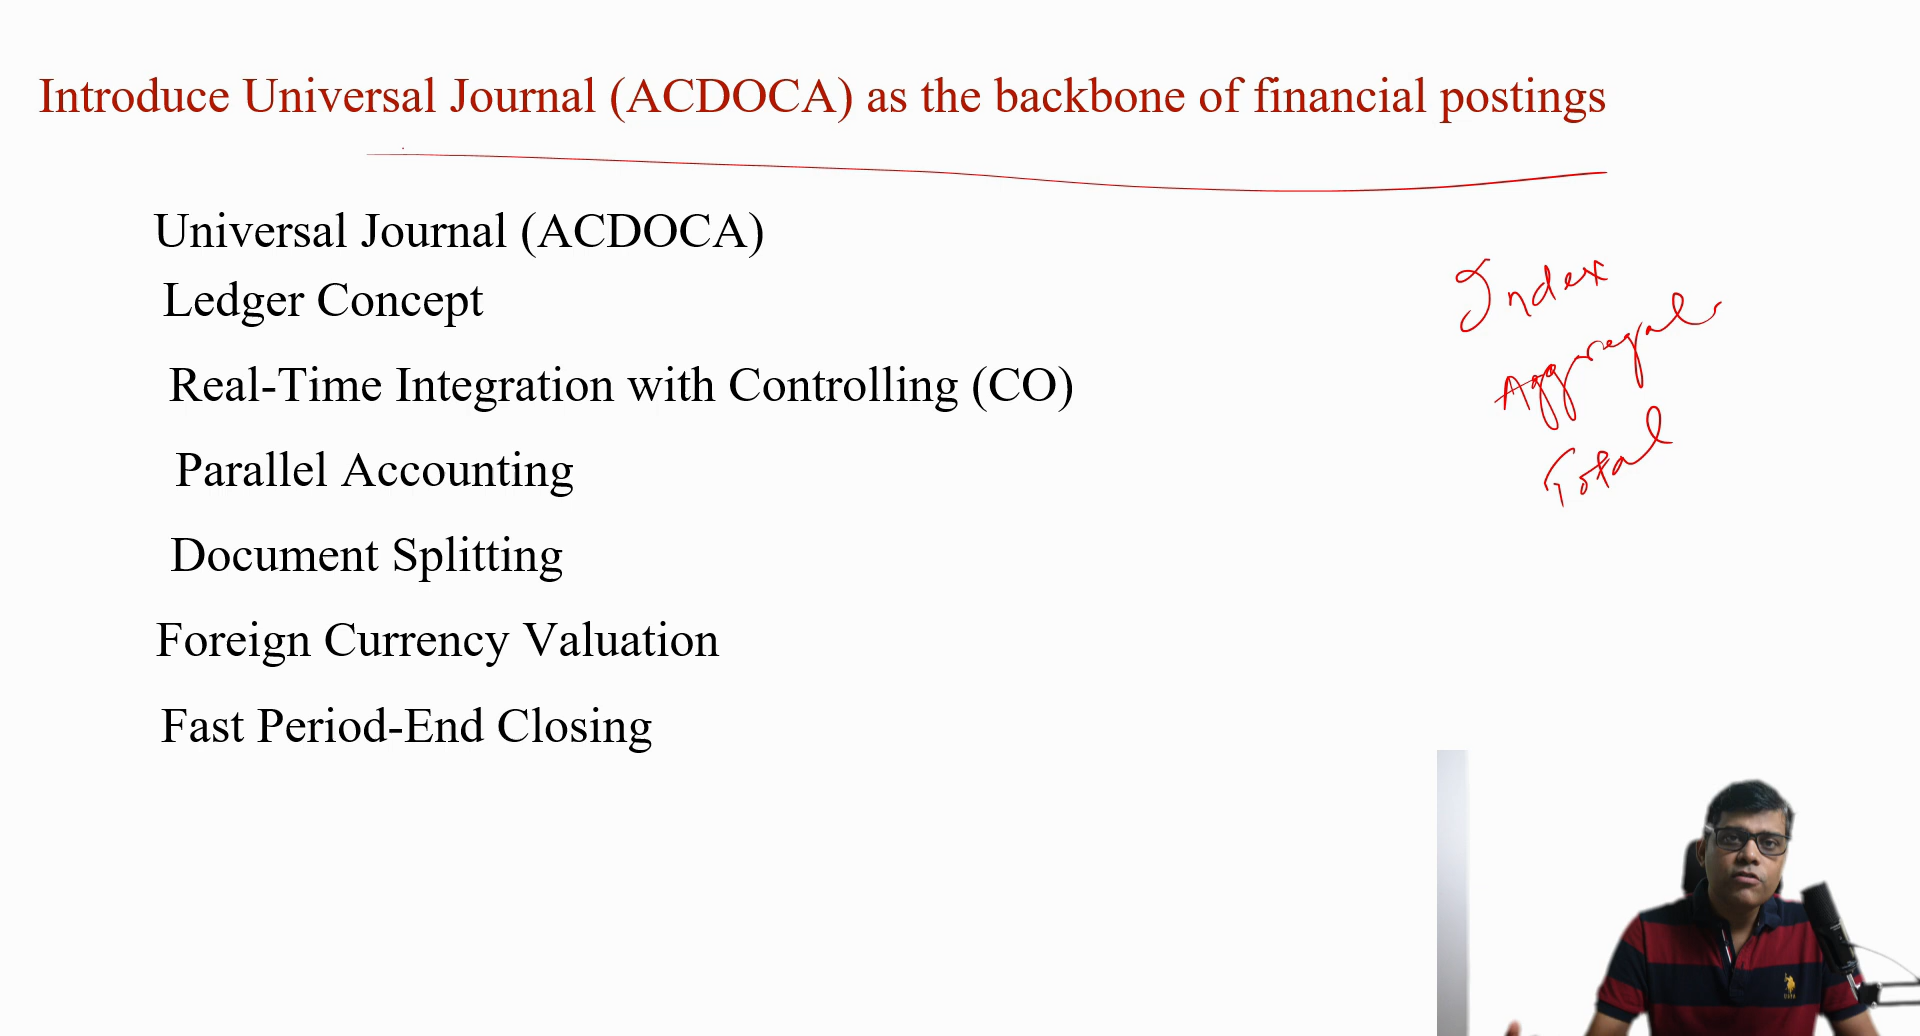 Introduce Universal Journal (ACDOCA) as the backbone of financial postings
Universal Journal (ACDOCA)
Ledger Concept
Real-Time Integration with Controlling (CO)
Parallel Accounting
Document Splitting
Foreign Currency Valuation
Fast Period-End Closing
Index
Total